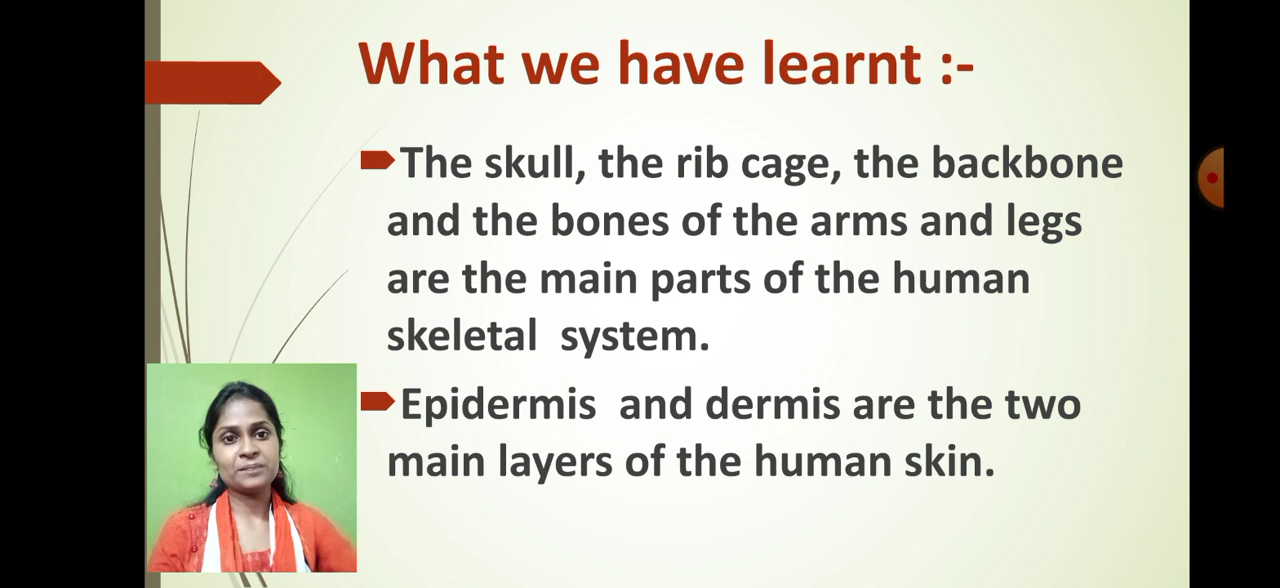 What we have learnt :-
The skull, the rib cage, the backbone
and the bones of the arms and legs
are the main parts of the human
skeletal  system.
Epidermis  and dermis are the two
main layers of the human skin.